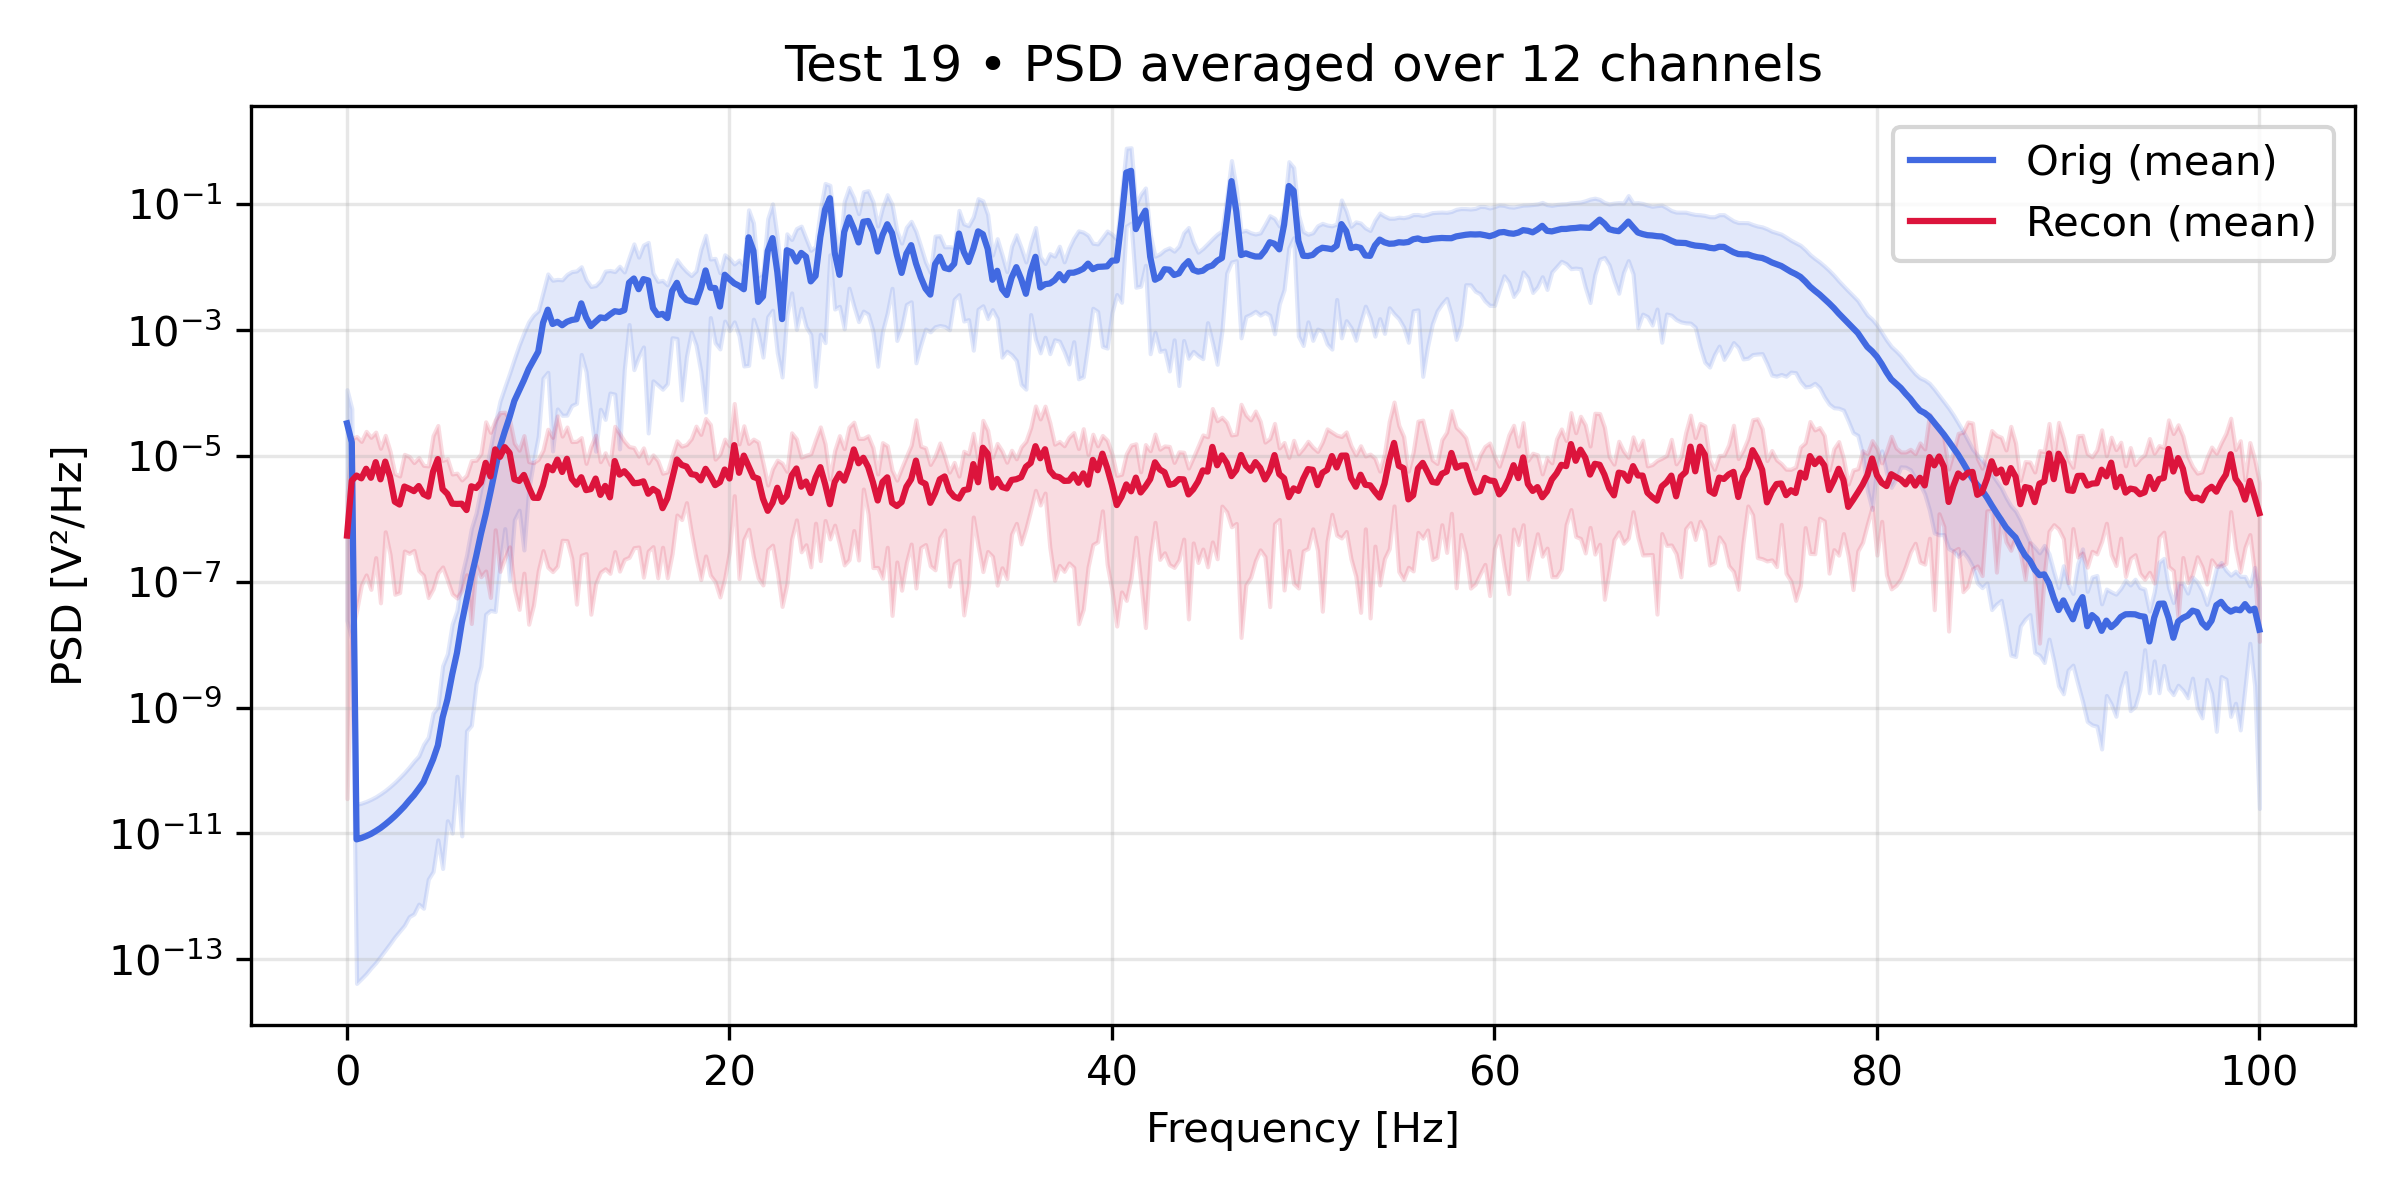 Test 19 • PSD averaged over 12 channels
Orig (mean)
Recon (mean)
PSD [V²/Hz]
10⁻¹
10⁻³
10⁻⁵
10⁻⁷
10⁻⁹
10⁻¹¹
10⁻¹³
0 20 40 60 80 100
Frequency [Hz]